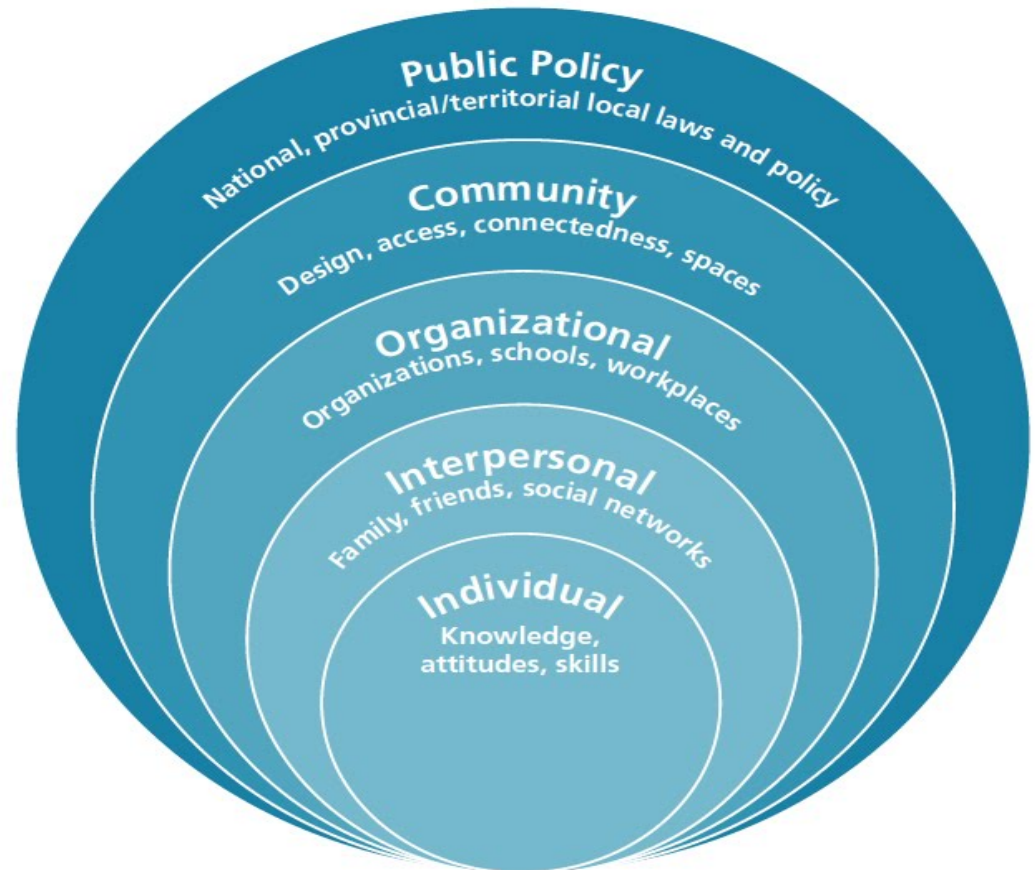 Public Policy
National, provincial/territorial local laws and policy
Community
Design, access, connectedness, spaces
Organizational
Organizations, schools, workplaces
Interpersonal
Family, friends, social networks
Individual
Knowledge,
attitudes, skills